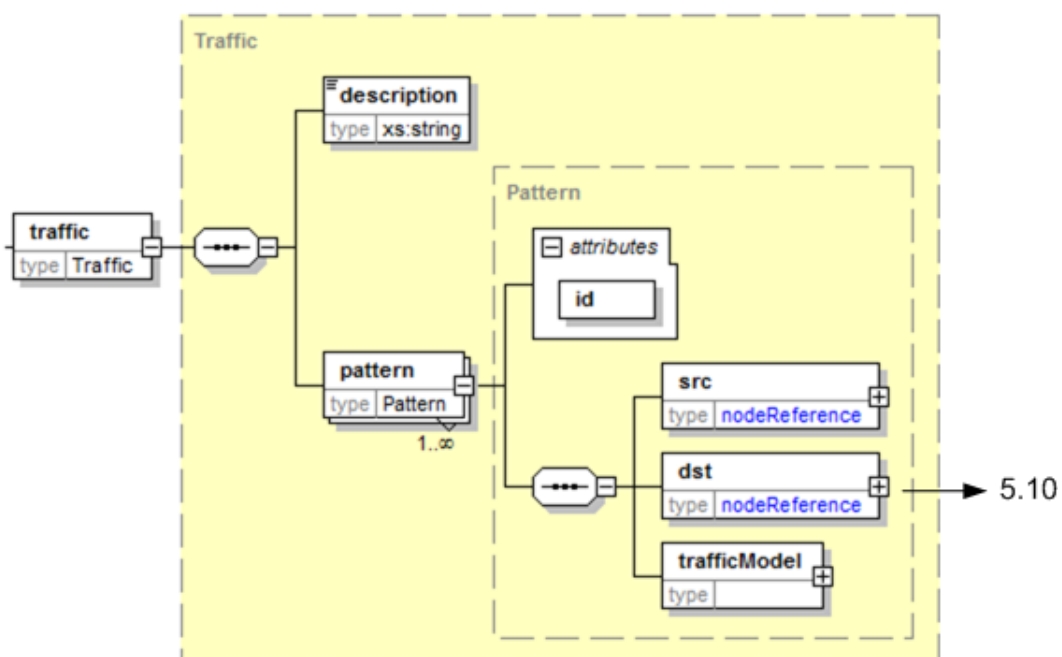 Traffic
description
type xs:string
Pattern
traffic
type Traffic
attributes
id
pattern
type Pattern
1..∞
src
type nodeReference
dst
type nodeReference
5.10
trafficModel
type